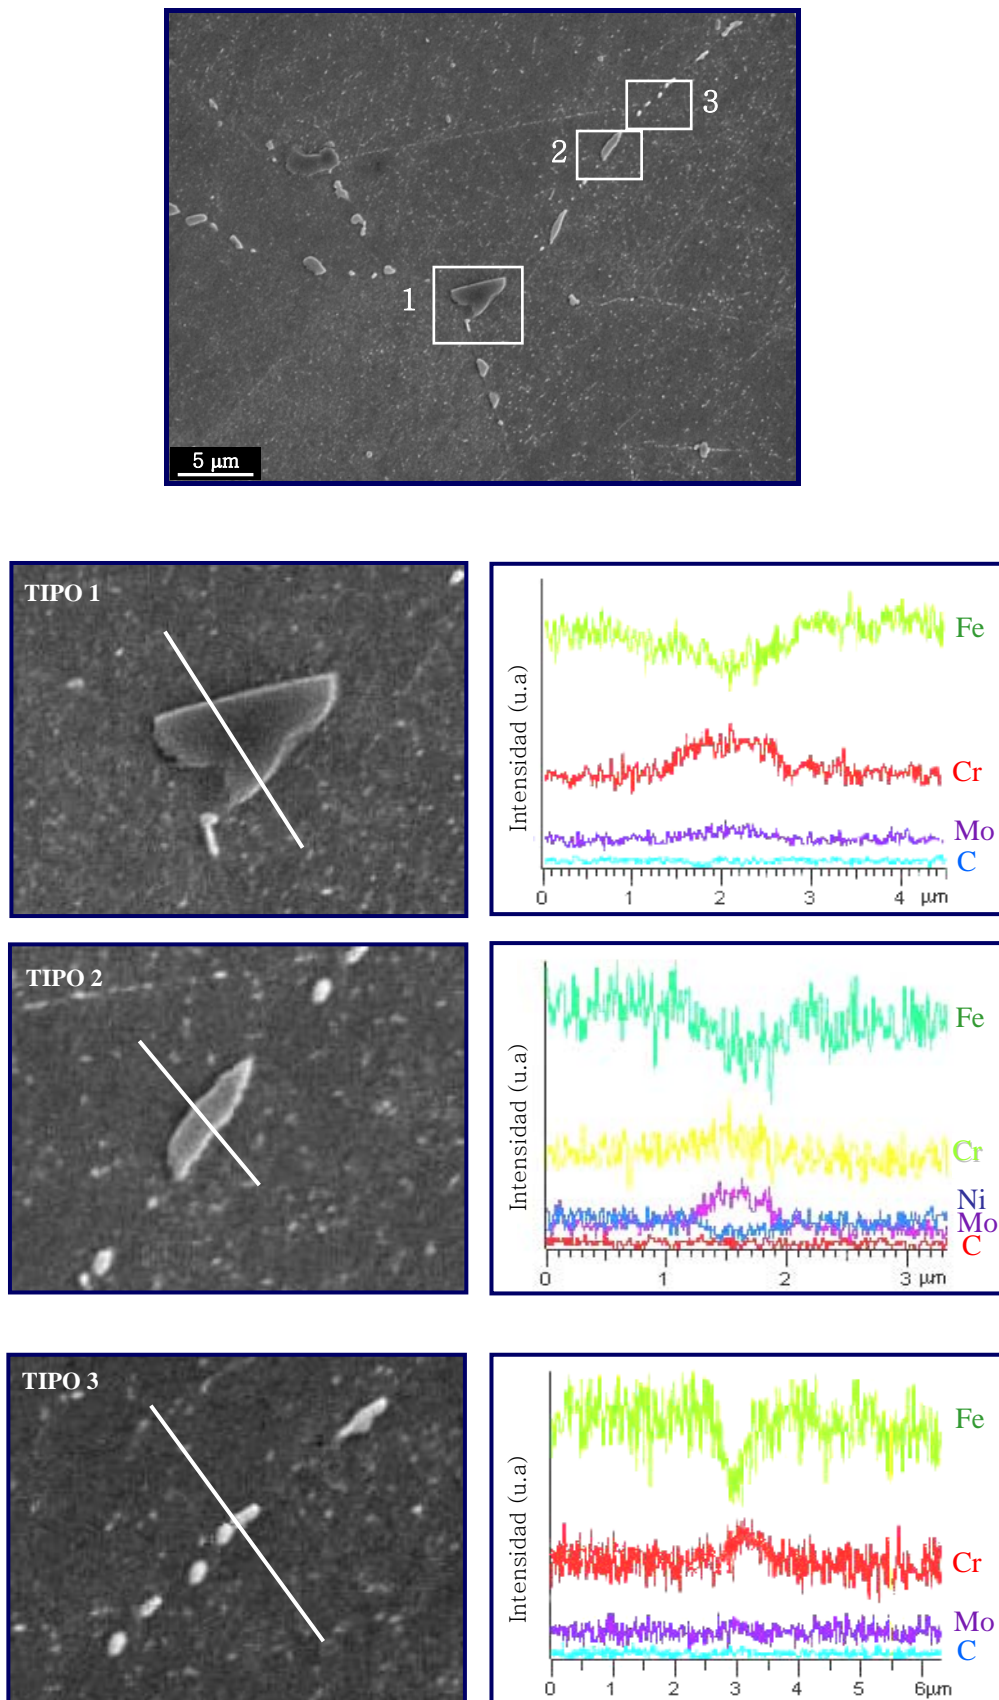 3
2
1
5 μm
TIPO 1
Intensidad (u.a)
Fe
Cr
Mo
C
0 1 2 3 4 μm
TIPO 2
Intensidad (u.a)
Fe
Cr
Ni
Mo
C
0 1 2 3 μm
TIPO 3
Intensidad (u.a)
Fe
Cr
Mo
C
0 1 2 3 4 5 6μm